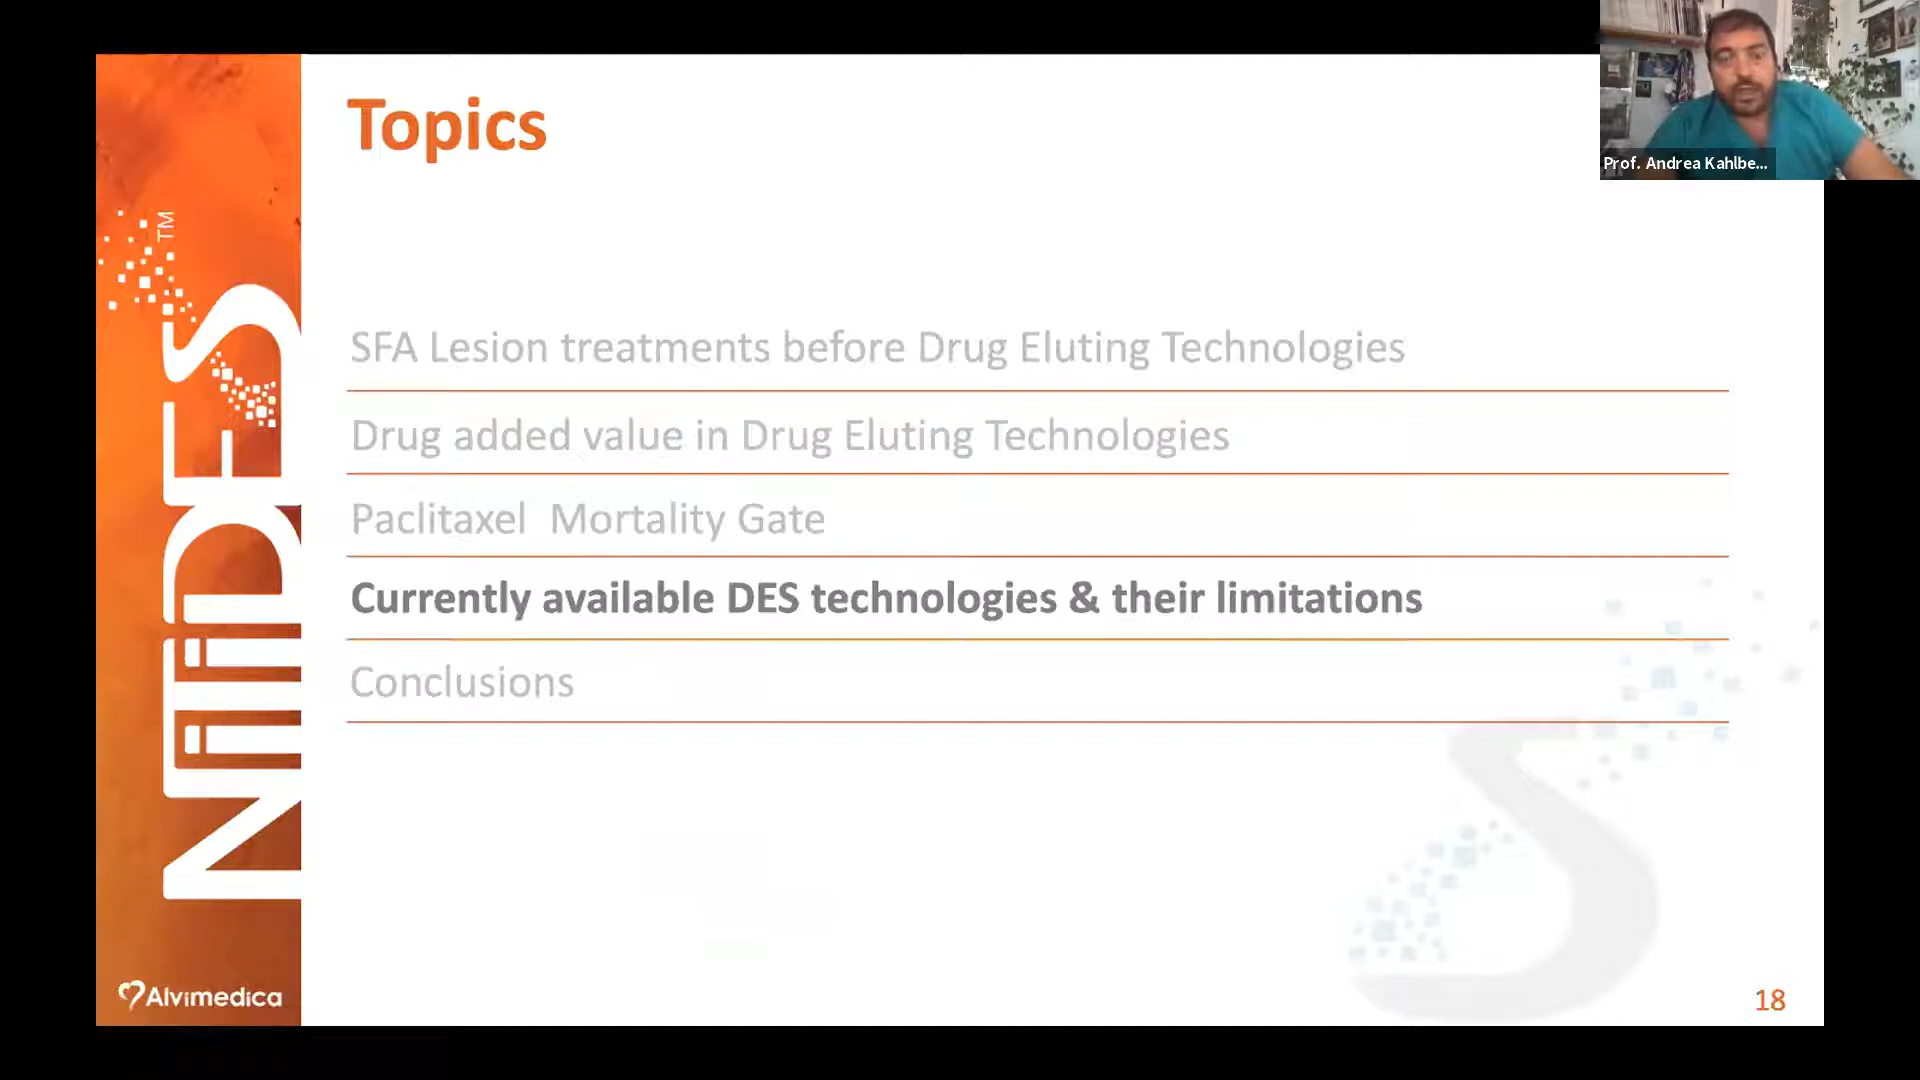 Topics
Prof. Andrea Kahlbe...
SFA Lesion treatments before Drug Eluting Technologies
Drug added value in Drug Eluting Technologies
Paclitaxel  Mortality Gate
Currently available DES technologies & their limitations
Conclusions
NiTiDES™
Alvimedica
18